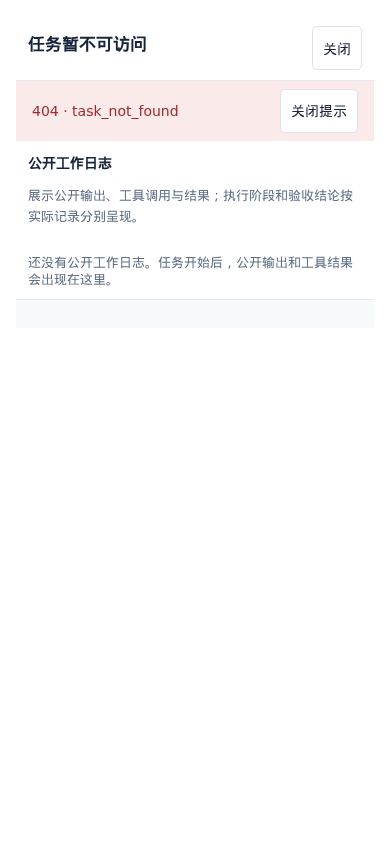 任务暂不可访问
关闭
404 · task_not_found
关闭提示
公开工作日志
展示公开输出、工具调用与结果；执行阶段和验收结论按
实际记录分别呈现。
还没有公开工作日志。任务开始后，公开输出和工具结果
会出现在这里。